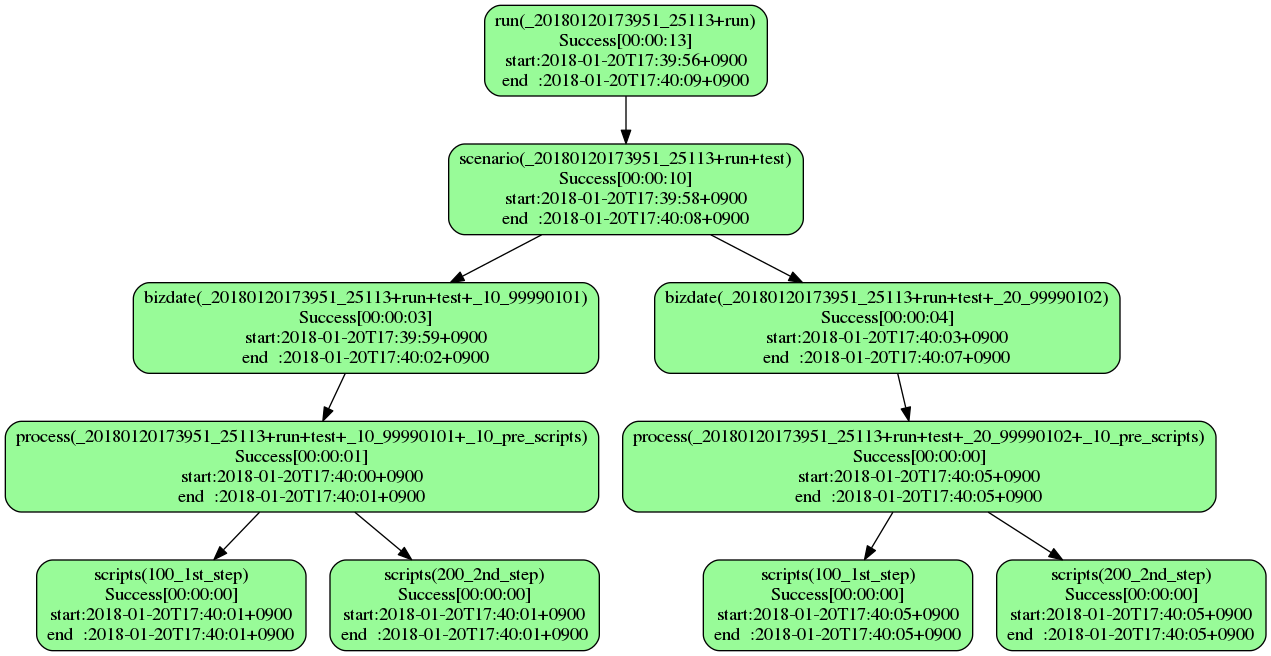 run(_20180120173951_25113+run)
Success[00:00:13]
start:2018-01-20T17:39:56+0900
end  :2018-01-20T17:40:09+0900
scenario(_20180120173951_25113+run+test)
Success[00:00:10]
start:2018-01-20T17:39:58+0900
end  :2018-01-20T17:40:08+0900
bizdate(_20180120173951_25113+run+test+_10_99990101)
Success[00:00:03]
start:2018-01-20T17:39:59+0900
end  :2018-01-20T17:40:02+0900
bizdate(_20180120173951_25113+run+test+_20_99990102)
Success[00:00:04]
start:2018-01-20T17:40:03+0900
end  :2018-01-20T17:40:07+0900
process(_20180120173951_25113+run+test+_10_99990101+_10_pre_scripts)
Success[00:00:01]
start:2018-01-20T17:40:00+0900
end  :2018-01-20T17:40:01+0900
process(_20180120173951_25113+run+test+_20_99990102+_10_pre_scripts)
Success[00:00:00]
start:2018-01-20T17:40:05+0900
end  :2018-01-20T17:40:05+0900
scripts(100_1st_step)
Success[00:00:00]
start:2018-01-20T17:40:01+0900
end  :2018-01-20T17:40:01+0900
scripts(200_2nd_step)
Success[00:00:00]
start:2018-01-20T17:40:01+0900
end  :2018-01-20T17:40:01+0900
scripts(100_1st_step)
Success[00:00:00]
start:2018-01-20T17:40:05+0900
end  :2018-01-20T17:40:05+0900
scripts(200_2nd_step)
Success[00:00:00]
start:2018-01-20T17:40:05+0900
end  :2018-01-20T17:40:05+0900